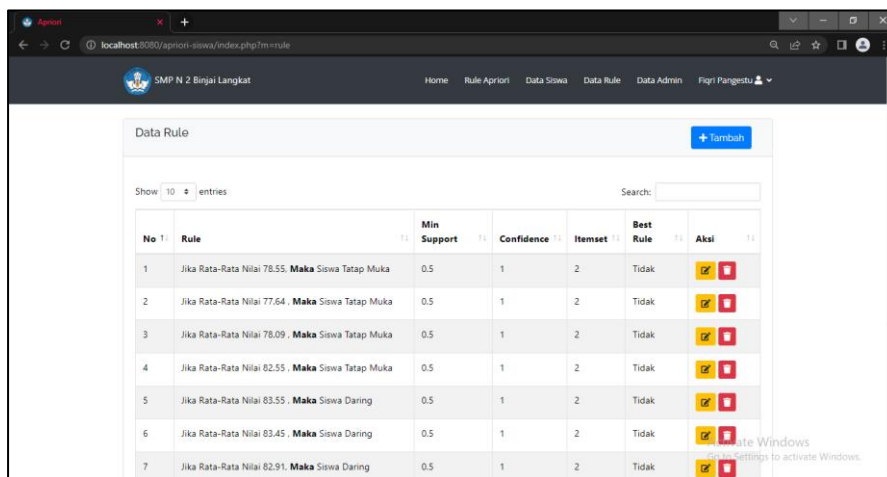 Apriori
localhost:8080/apriori-siswa/index.php?m=rule
SMP N 2 Binjai Langkat Home Rule Apriori Data Siswa Data Rule Data Admin Fiqri Pangestu
Data Rule
+ Tambah
Show 10 entries Search:
No Rule Min Support Confidence Itemset Best Rule Aksi
1 Jika Rata-Rata Nilai 78.55, Maka Siswa Tatap Muka 0.5 1 2 Tidak
2 Jika Rata-Rata Nilai 77.64 , Maka Siswa Tatap Muka 0.5 1 2 Tidak
3 Jika Rata-Rata Nilai 78.09 , Maka Siswa Tatap Muka 0.5 1 2 Tidak
4 Jika Rata-Rata Nilai 82.55 , Maka Siswa Tatap Muka 0.5 1 2 Tidak
5 Jika Rata-Rata Nilai 83.55 , Maka Siswa Daring 0.5 1 2 Tidak
6 Jika Rata-Rata Nilai 83.45 , Maka Siswa Daring 0.5 1 2 Tidak
7 Jika Rata-Rata Nilai 82.91, Maka Siswa Daring 0.5 1 2 Tidak
Windows
Go to Settings to activate Windows.